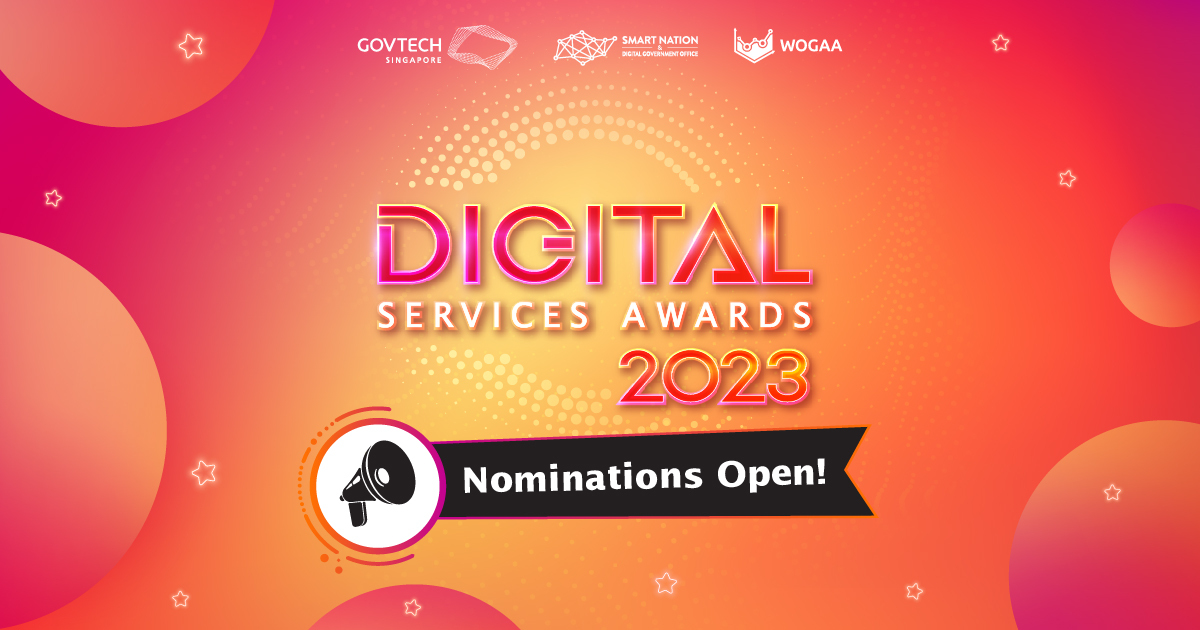 GOVTECH
SINGAPORE
SMART NATION
&
DIGITAL GOVERNMENT OFFICE
WOGAA
DIGITAL
SERVICES AWARDS
2023
Nominations Open!